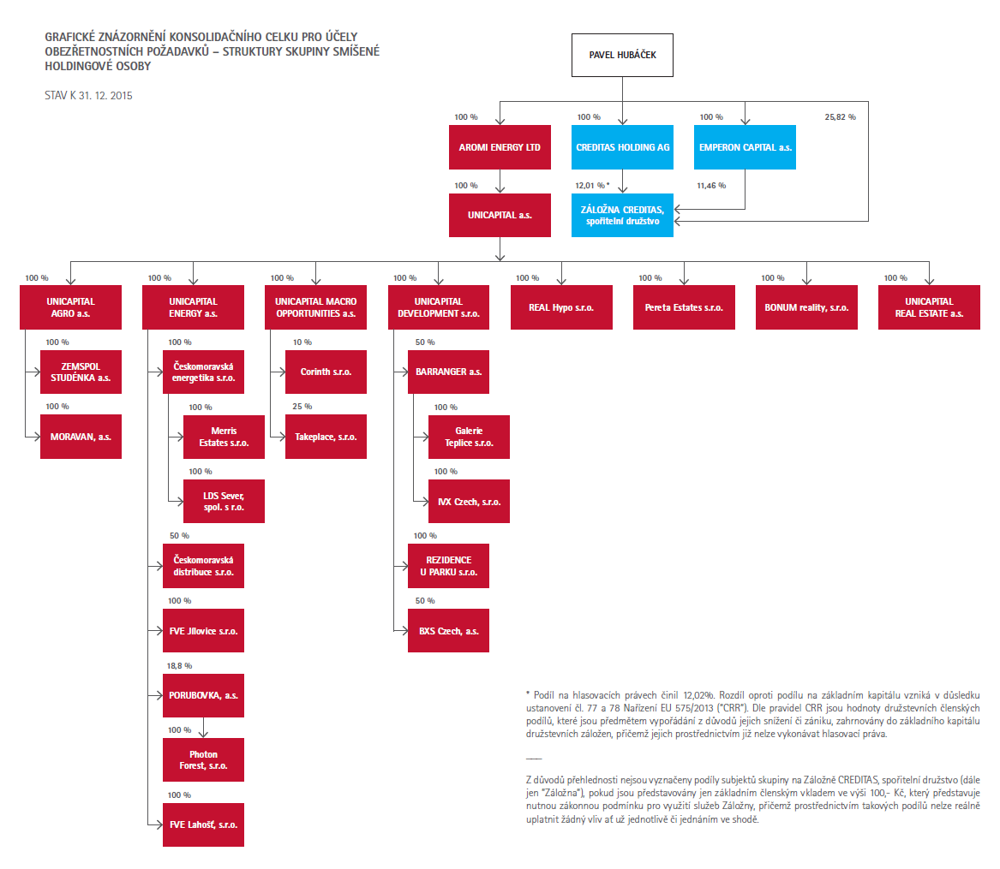 GRAFICKÉ ZNÁZORNĚNÍ KONSOLIDAČNÍHO CELKU PRO ÚČELY
OBEZŘETNOSTNÍCH POŽADAVKŮ – STRUKTURY SKUPINY SMÍŠENÉ
HOLDINGOVÉ OSOBY
STAV K 31. 12. 2015
PAVEL HUBÁČEK
100 %
100 %
100 %
25,82 %
AROMI ENERGY LTD
CREDITAS HOLDING AG
EMPERON CAPITAL a.s.
100 %
12,01 % *
11,46 %
UNICAPITAL a.s.
ZÁLOŽNA CREDITAS,
spořitelní družstvo
100 %
100 %
100 %
100 %
100 %
100 %
100 %
100 %
UNICAPITAL
AGRO a.s.
UNICAPITAL
ENERGY a.s.
UNICAPITAL MACRO
OPPORTUNITIES a.s.
UNICAPITAL
DEVELOPMENT s.r.o.
REAL Hypo s.r.o.
Pereta Estates s.r.o.
BONUM reality, s.r.o.
UNICAPITAL
REAL ESTATE a.s.
100 %
ZEMSPOL
STUDÉNKA a.s.
100 %
MORAVAN, a.s.
100 %
Českomoravská
energetika s.r.o.
100 %
Merris
Estates s.r.o.
100 %
LDS Sever,
spol. s r.o.
50 %
Českomoravská
distribuce s.r.o.
100 %
FVE Jílovice s.r.o.
18,8 %
PORUBOVKA, a.s.
100 %
Photon
Forest, s.r.o.
100 %
FVE Lahošť, s.r.o.
10 %
Corinth s.r.o.
25 %
Takeplace, s.r.o.
50 %
BARRANGER a.s.
100 %
Galerie
Teplice s.r.o.
100 %
IVX Czech, s.r.o.
100 %
REZIDENCE
U PARKU s.r.o.
50 %
BXS Czech, a.s.
* Podíl na hlasovacích právech činil 12,02%. Rozdíl oproti podílu na základním kapitálu vzniká v důsledku
ustanovení čl. 77 a 78 Nařízení EU 575/2013 ("CRR"). Dle pravidel CRR jsou hodnoty družstevních členských
podílů, které jsou předmětem vypořádání z důvodů jejich snížení či zániku, zahrnovány do základního kapitálu
družstevních záložen, přičemž jejich prostřednictvím již nelze vykonávat hlasovací práva.
Z důvodů přehlednosti nejsou vyznačeny podíly subjektů skupiny na Záložně CREDITAS, spořitelní družstvo (dále
jen "Záložna"), pokud jsou představovány jen základním členským vkladem ve výši 100,- Kč, který představuje
nutnou zákonnou podmínku pro využití služeb Záložny, přičemž prostřednictvím takových podílů nelze reálně
uplatnit žádný vliv ať už jednotlivě či jednáním ve shodě.